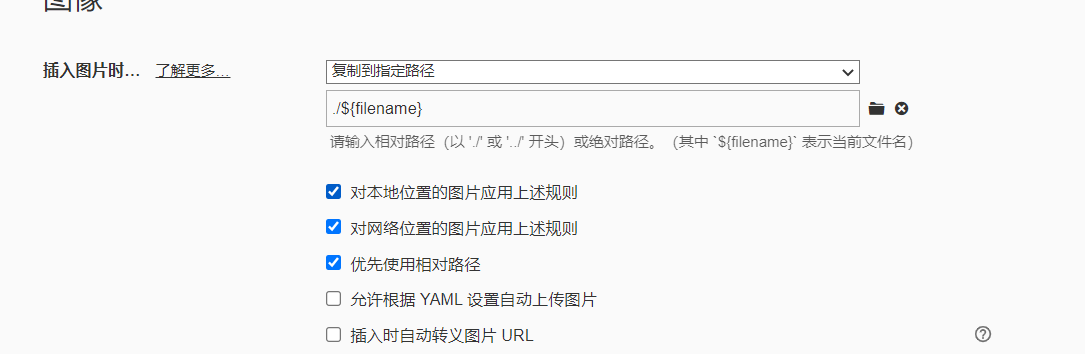 图像
插入图片时... 了解更多...
复制到指定路径
./${filename}
请输入相对路径（以 './' 或 '../' 开头）或绝对路径。（其中 `${filename}` 表示当前文件名）
对本地位置的图片应用上述规则
对网络位置的图片应用上述规则
优先使用相对路径
允许根据 YAML 设置自动上传图片
插入时自动转义图片 URL